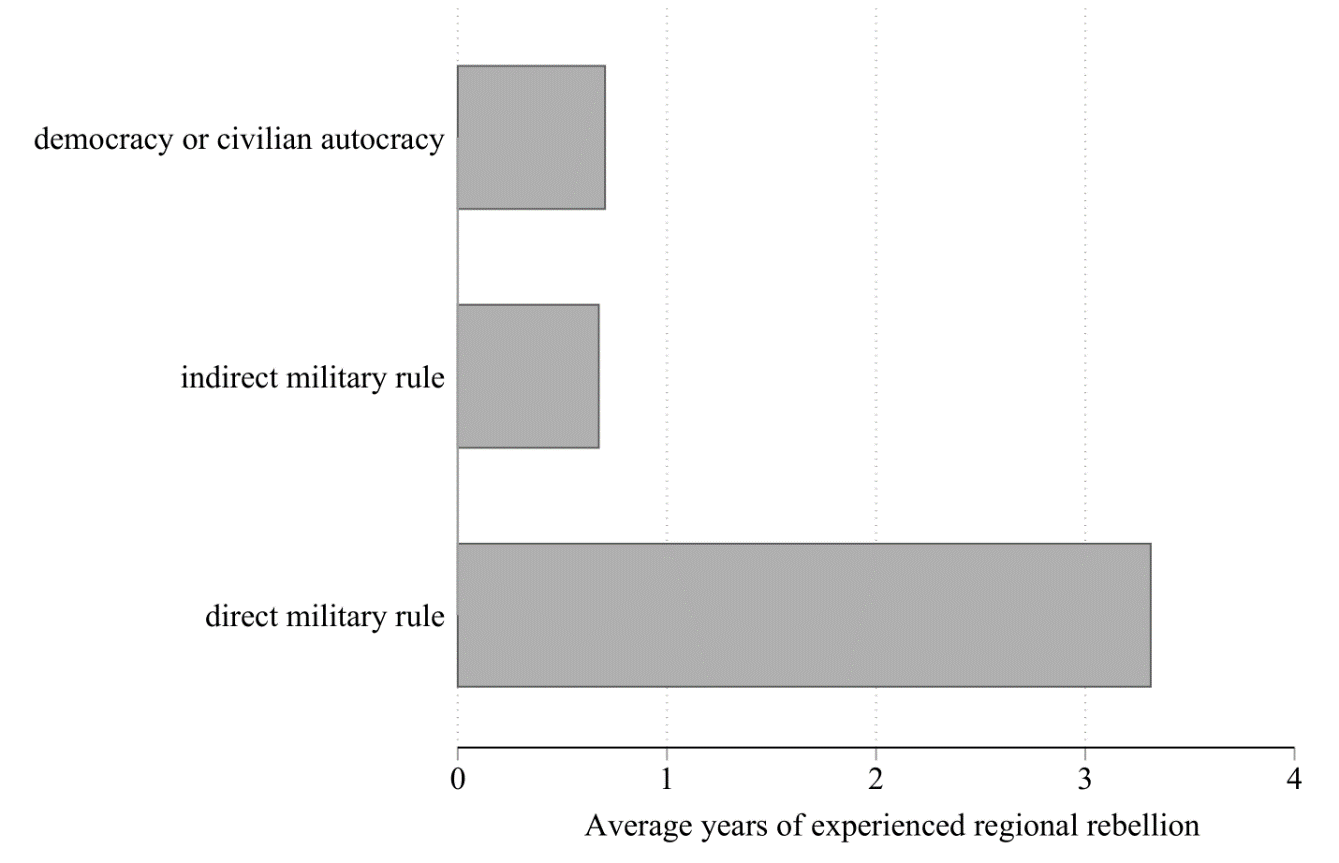 democracy or civilian autocracy
indirect military rule
direct military rule
0 1 2 3 4
Average years of experienced regional rebellion